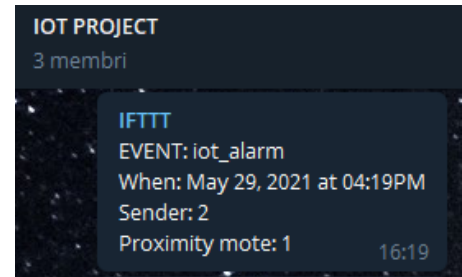 IOT PROJECT
3 membri
IFTTT
EVENT: iot_alarm
When: May 29, 2021 at 04:19PM
Sender: 2
Proximity mote: 1
16:19